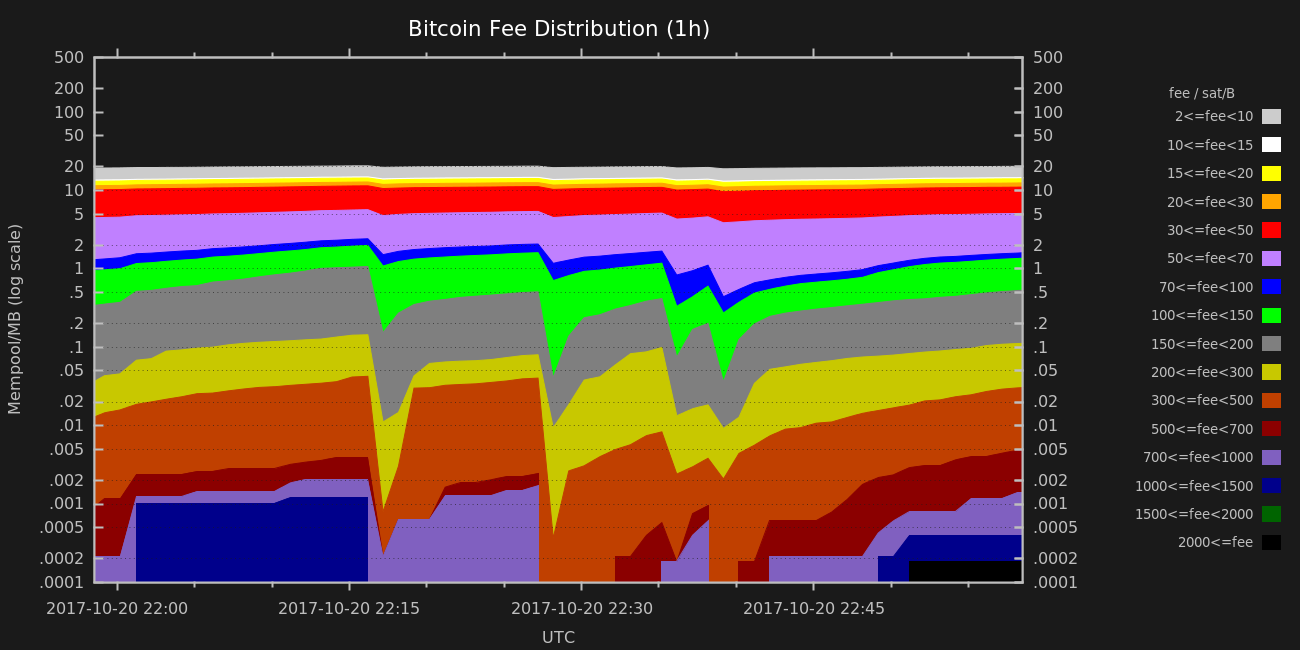 Bitcoin Fee Distribution (1h)
500
200
100
50
20
10
5
2
1
.5
.2
.1
.05
.02
.01
.005
.002
.001
.0005
.0002
.0001
Mempool/MB (log scale)
500
200
100
50
20
10
5
2
1
.5
.2
.1
.05
.02
.01
.005
.002
.001
.0005
.0002
.0001
2017-10-20 22:00
2017-10-20 22:15
2017-10-20 22:30
2017-10-20 22:45
UTC
fee / sat/B
2<=fee<10
10<=fee<15
15<=fee<20
20<=fee<30
30<=fee<50
50<=fee<70
70<=fee<100
100<=fee<150
150<=fee<200
200<=fee<300
300<=fee<500
500<=fee<700
700<=fee<1000
1000<=fee<1500
1500<=fee<2000
2000<=fee